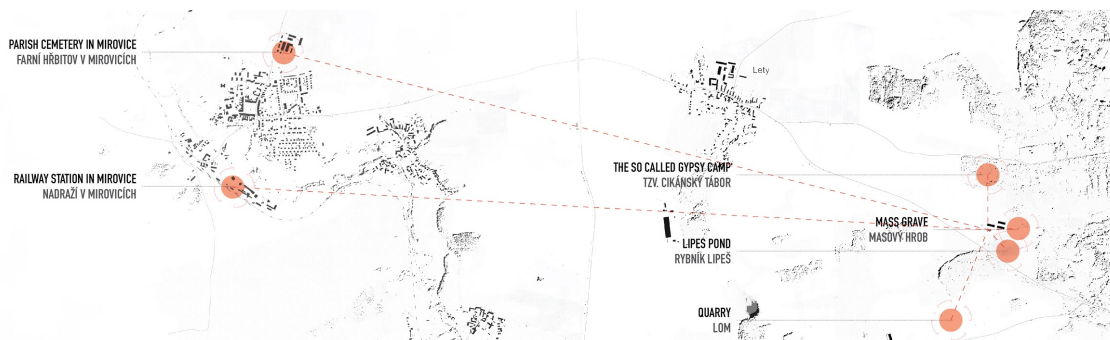 PARISH CEMETERY IN MIROVICE
FARNÍ HŘBITOV V MIROVICÍCH
Lety
THE SO CALLED GYPSY CAMP
TZV. CIKÁNSKÝ TÁBOR
RAILWAY STATION IN MIROVICE
NADRAŽÍ V MIROVICÍCH
MASS GRAVE
MASOVÝ HROB
LIPEŠ POND
RYBNÍK LIPEŠ
QUARRY
LOM